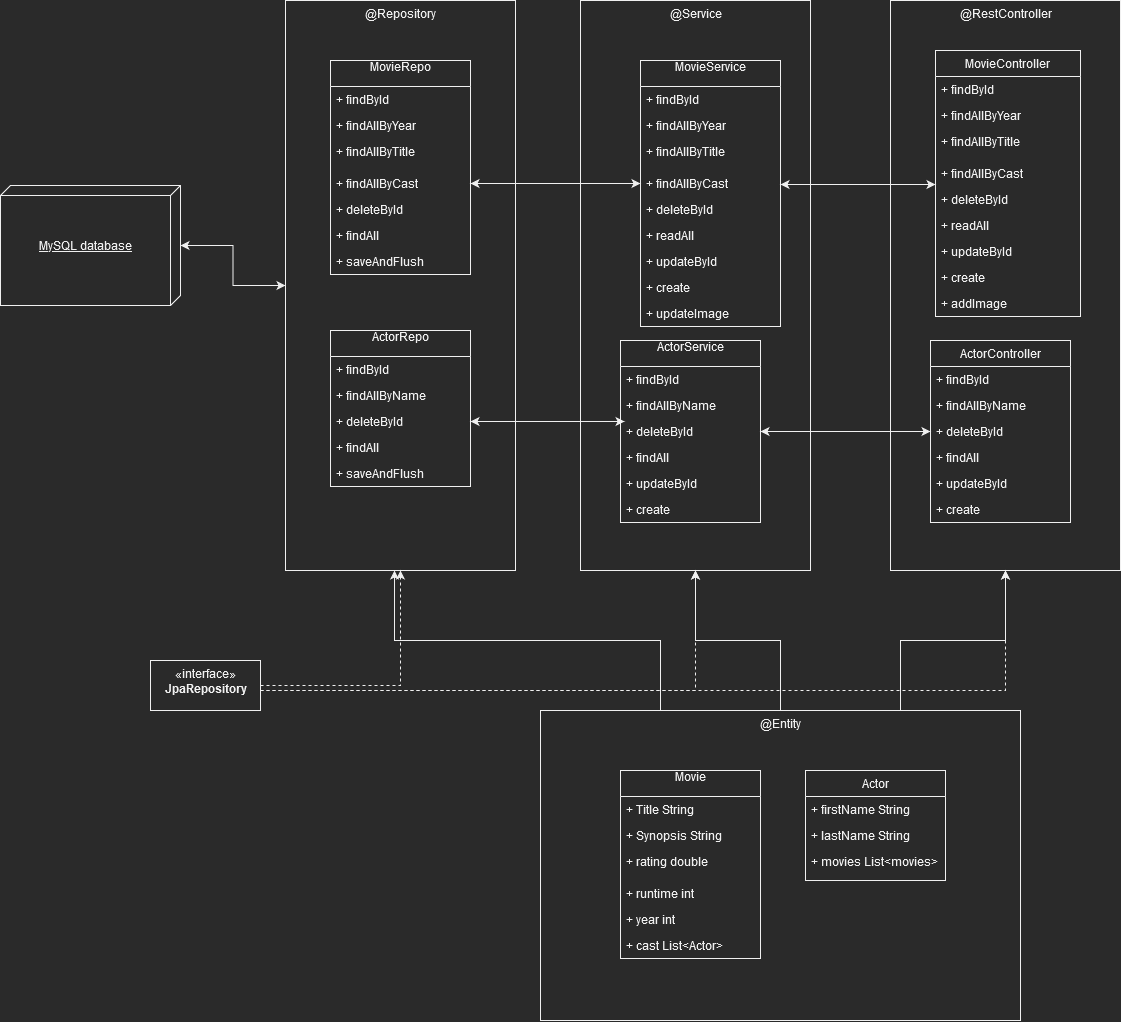 @Repository
MovieRepo
+ findById
+ findAllByYear
+ findAllByTitle
+ findAllByCast
+ deleteById
+ findAll
+ saveAndFlush
ActorRepo
+ findById
+ findAllByName
+ deleteById
+ findAll
+ saveAndFlush
@Service
MovieService
+ findById
+ findAllByYear
+ findAllByTitle
+ findAllByCast
+ deleteById
+ readAll
+ updateById
+ create
+ updateImage
ActorService
+ findById
+ findAllByName
+ deleteById
+ findAll
+ updateById
+ create
@RestController
MovieController
+ findById
+ findAllByYear
+ findAllByTitle
+ findAllByCast
+ deleteById
+ readAll
+ updateById
+ create
+ addImage
ActorController
+ findById
+ findAllByName
+ deleteById
+ findAll
+ updateById
+ create
MySQL database
«interface»
JpaRepository
@Entity
Movie
+ Title String
+ Synopsis String
+ rating double
+ runtime int
+ year int
+ cast List<Actor>
Actor
+ firstName String
+ lastName String
+ movies List<movies>